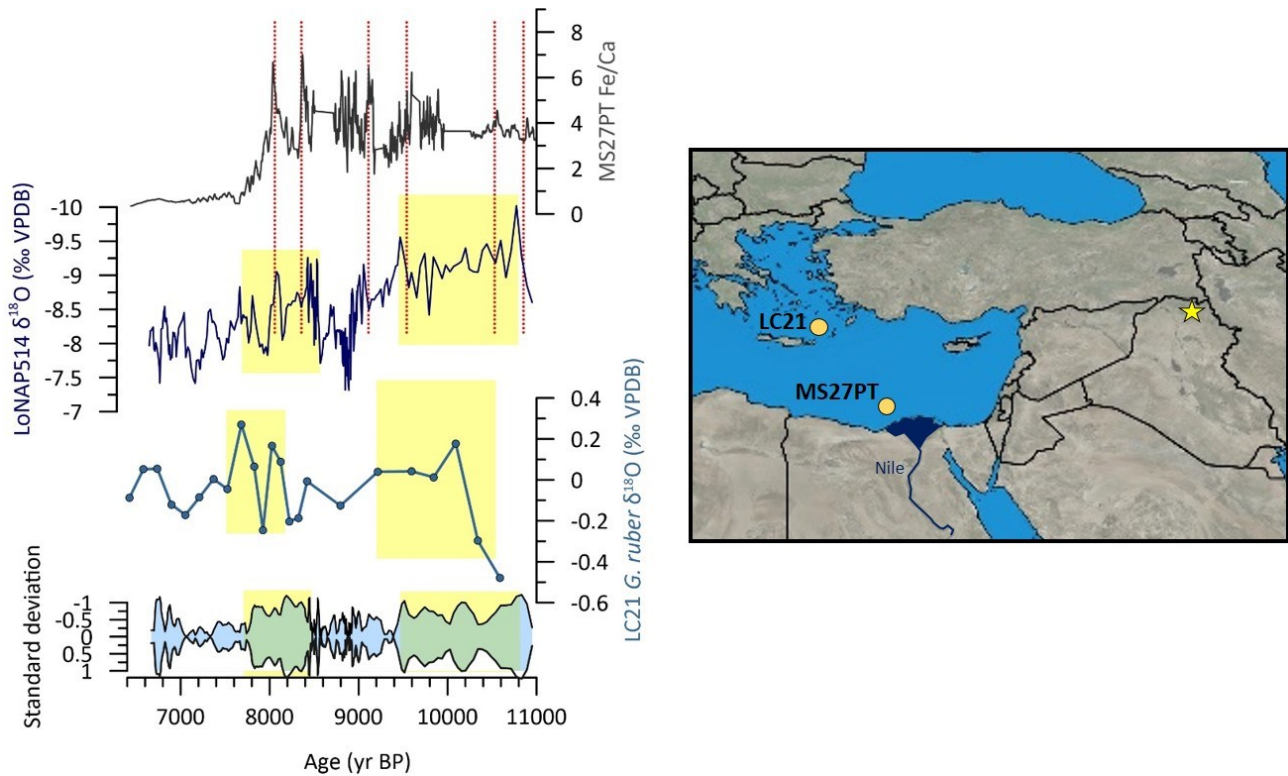 8
6
4
2
0
MS27PT Fe/Ca
-10
-9.5
-9
-8.5
-8
-7.5
-7
LoNAP514 δ18O (‰ VPDB)
0.4
0.2
0
-0.2
-0.4
-0.6
LC21 G. ruber δ18O (‰ VPDB)
-1
-0.5
0
0.5
1
Standard deviation
7000 8000 9000 10000 11000
Age (yr BP)
LC21
MS27PT
Nile